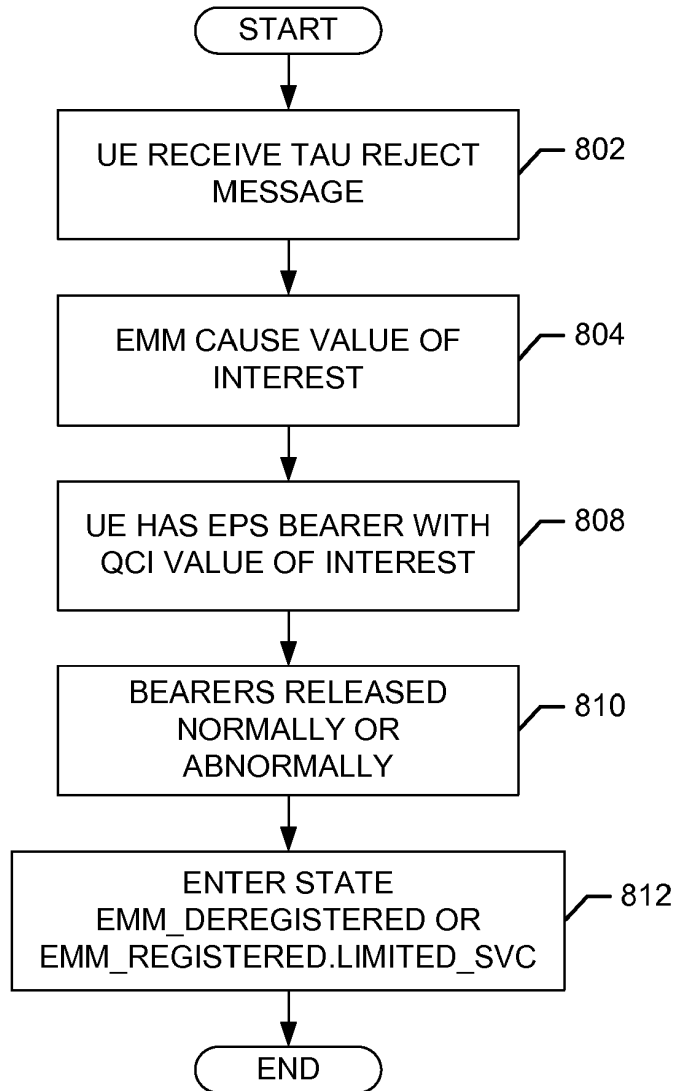 START
UE RECEIVE TAU REJECT
MESSAGE
802
EMM CAUSE VALUE OF
INTEREST
804
UE HAS EPS BEARER WITH
QCI VALUE OF INTEREST
808
BEARERS RELEASED
NORMALLY OR
ABNORMALLY
810
ENTER STATE
EMM_DEREGISTERED OR
EMM_REGISTERED.LIMITED_SVC
812
END